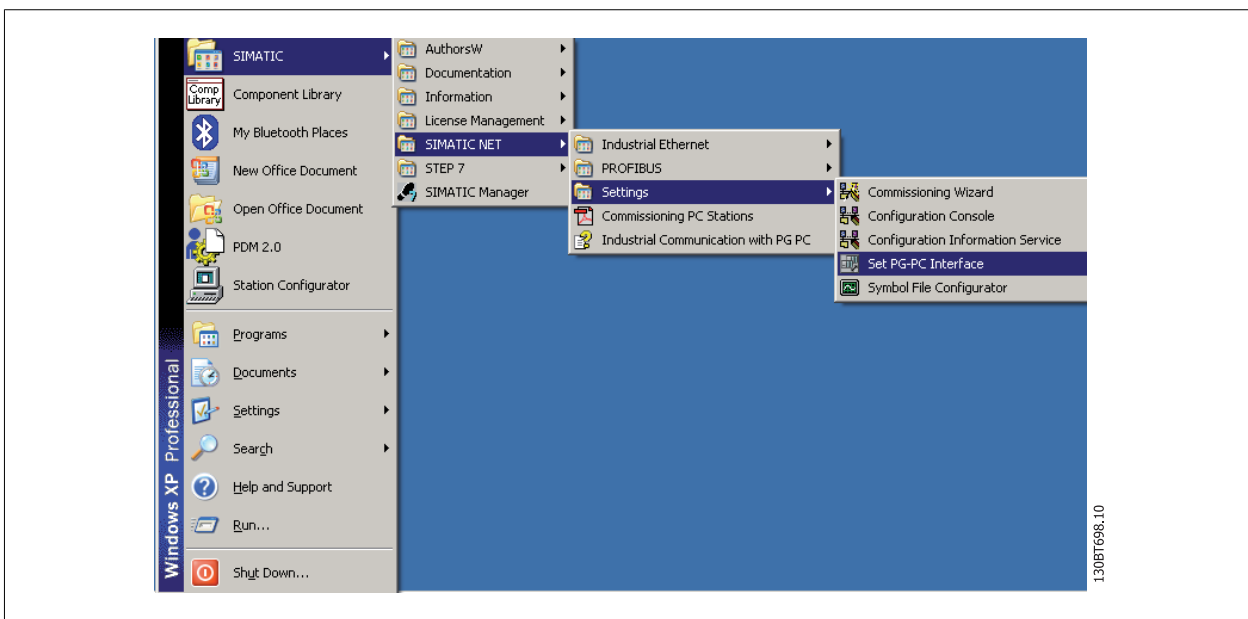 SIMATIC
Comp
Library
Component Library
My Bluetooth Places
New Office Document
Open Office Document
PDM 2.0
Station Configurator
Programs
Documents
Settings
Search
Help and Support
Run...
Shut Down...
Windows XP Professional
AuthorsW
Documentation
Information
License Management
SIMATIC NET
STEP 7
SIMATIC Manager
Industrial Ethernet
PROFIBUS
Settings
Commissioning PC Stations
Industrial Communication with PG PC
Commissioning Wizard
Configuration Console
Configuration Information Service
Set PG-PC Interface
Symbol File Configurator
130BT698.10